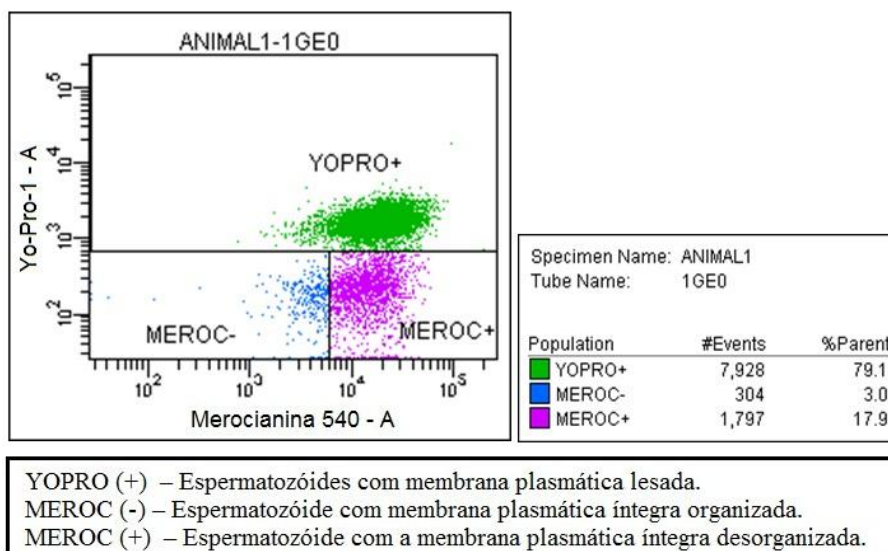 ANIMAL1-1GE0
10^5
10^4
10^3
10^2
Yo-Pro-1 - A
YOPRO+
MEROC-
MEROC+
10^2 10^3 10^4 10^5
Merocianina 540 - A
Specimen Name: ANIMAL1
Tube Name: 1GE0
Population #Events %Parent
YOPRO+ 7,928 79.1
MEROC- 304 3.0
MEROC+ 1,797 17.9
YOPRO (+) – Espermatozóides com membrana plasmática lesada.
MEROC (-) – Espermatozóide com membrana plasmática íntegra organizada.
MEROC (+) – Espermatozóide com a membrana plasmática íntegra desorganizada.